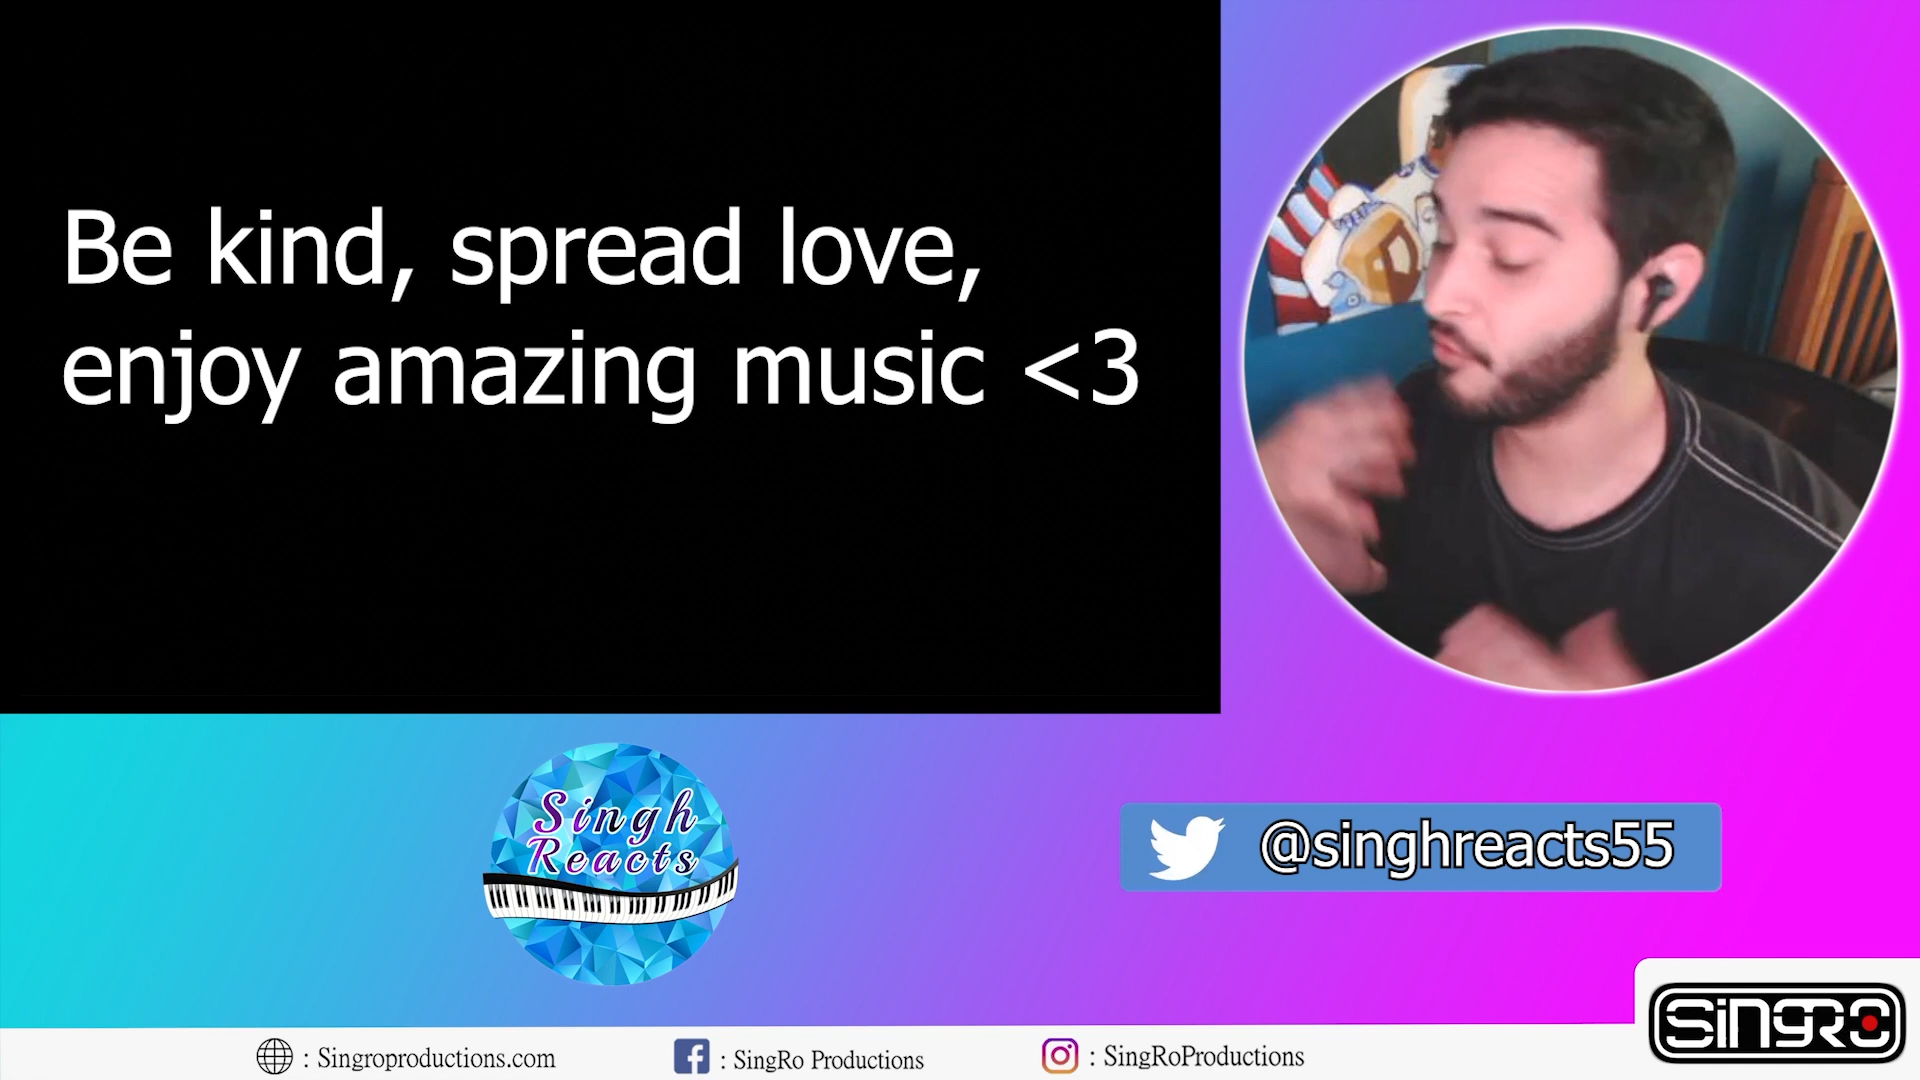 Be kind, spread love,
enjoy amazing music <3
Singh
Reacts
@singhreacts55
: Singroproductions.com
: SingRo Productions
: SingRoProductions
SingRO